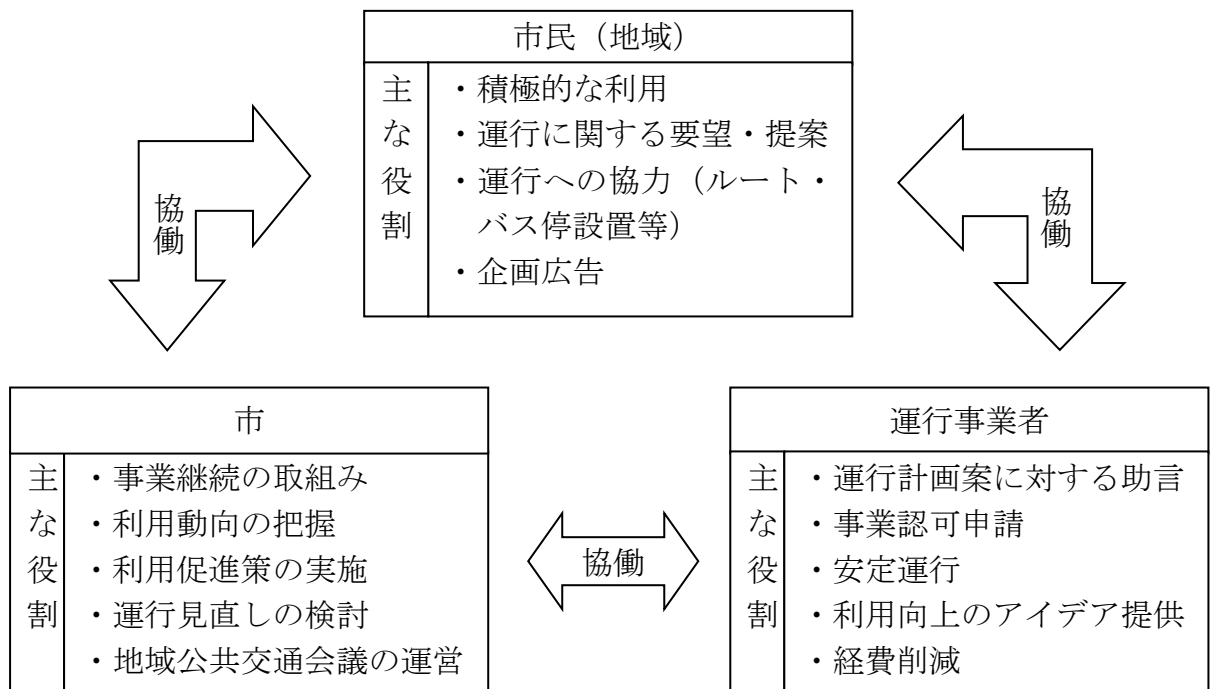 市民（地域）
主な役割
・積極的な利用
・運行に関する要望・提案
・運行への協力（ルート・
バス停設置等）
・企画広告
協働
協働
市
主な役割
・事業継続の取組み
・利用動向の把握
・利用促進策の実施
・運行見直しの検討
・地域公共交通会議の運営
協働
運行事業者
主な役割
・運行計画案に対する助言
・事業認可申請
・安定運行
・利用向上のアイデア提供
・経費削減